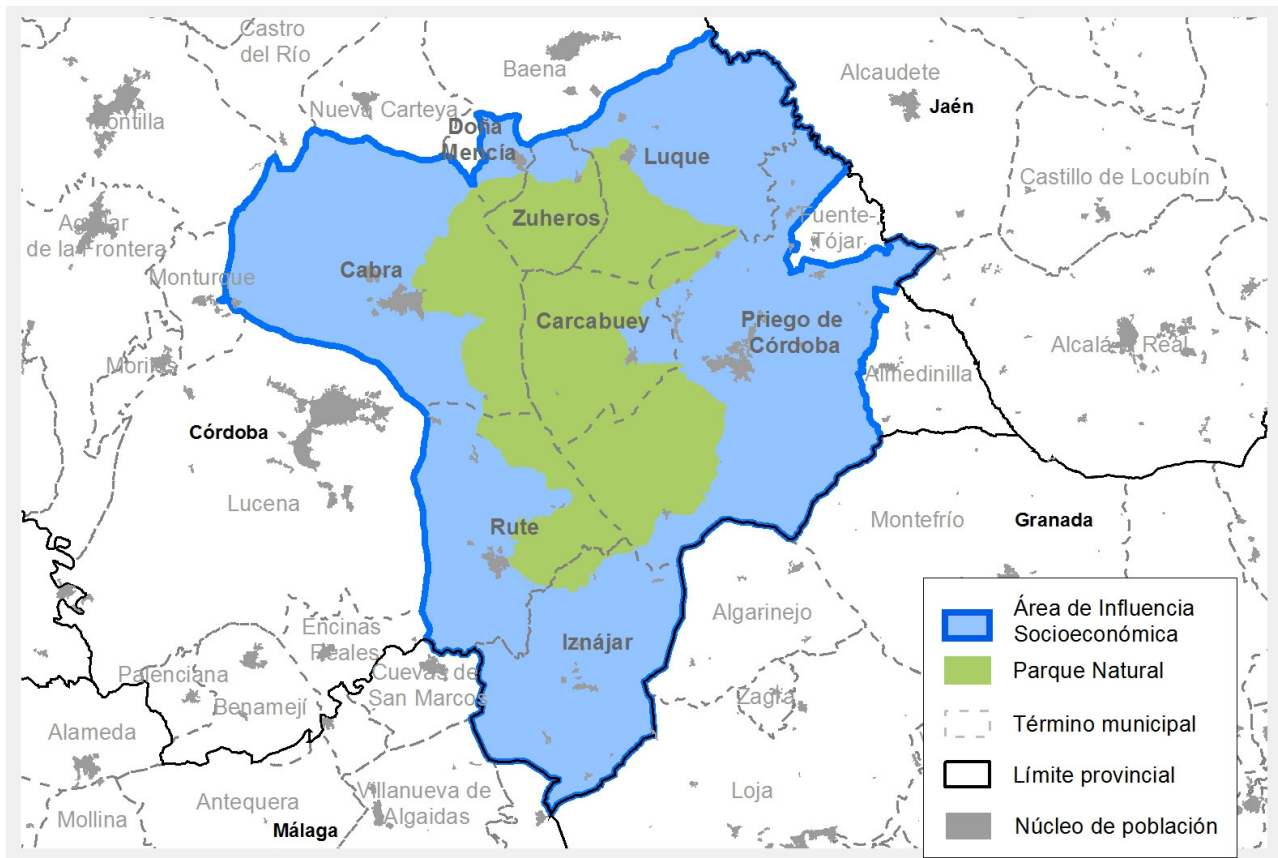 Castro
del Río
Baena
Alcaudete
Jaén
Nueva Carteya
Montilla
Doña
Mencía
Luque
Castillo de Locubín
Aguilar
de la Frontera
Zuheros
Fuente-
Tójar
Monturque
Cabra
Carcabuey
Priego de
Córdoba
Alcalá Real
Moriles
Almedinilla
Córdoba
Lucena
Rute
Montefrío
Granada
Encinas
Reales
Algarinejo
Iznájar
Palenciana
Cuevas de
San Marcos
Benamejí
Zagra
Alameda
Antequera
Villanueva de
Algaidas
Loja
Mollina
Málaga
Área de Influencia
Socioeconómica
Parque Natural
Término municipal
Límite provincial
Núcleo de población